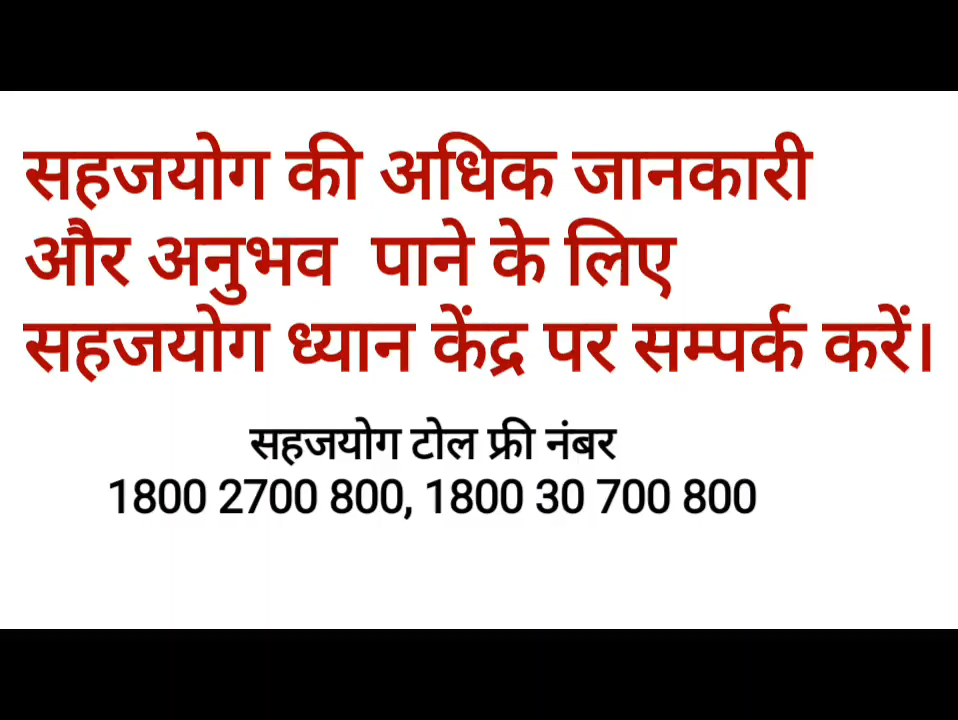 सहजयोग की अधिक जानकारी
और अनुभव पाने के लिए
सहजयोग ध्यान केंद्र पर सम्पर्क करें।
सहजयोग टोल फ्री नंबर
1800 2700 800, 1800 30 700 800